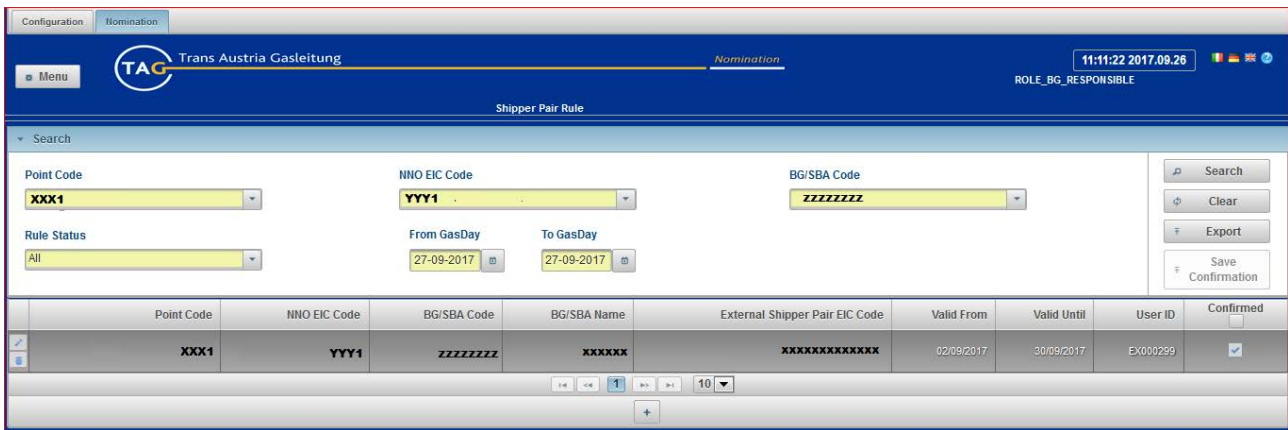 Configuration Nomination
Menu
TAG Trans Austria Gasleitung Nomination
11:11:22 2017.09.26
ROLE_BG_RESPONSIBLE
Shipper Pair Rule
Search
Point Code NNO EIC Code BG/SBA Code
XXX1 YYY1 zzzzzzzz
Rule Status From GasDay To GasDay
All 27-09-2017 27-09-2017
Search
Clear
Export
Save
Confirmation
Point Code NNO EIC Code BG/SBA Code BG/SBA Name External Shipper Pair EIC Code Valid From Valid Until User ID Confirmed
XXX1 YYY1 zzzzzzzz xxxxxx xxxxxxxxxxxxx 02/09/2017 30/09/2017 EX000299
1 10
+